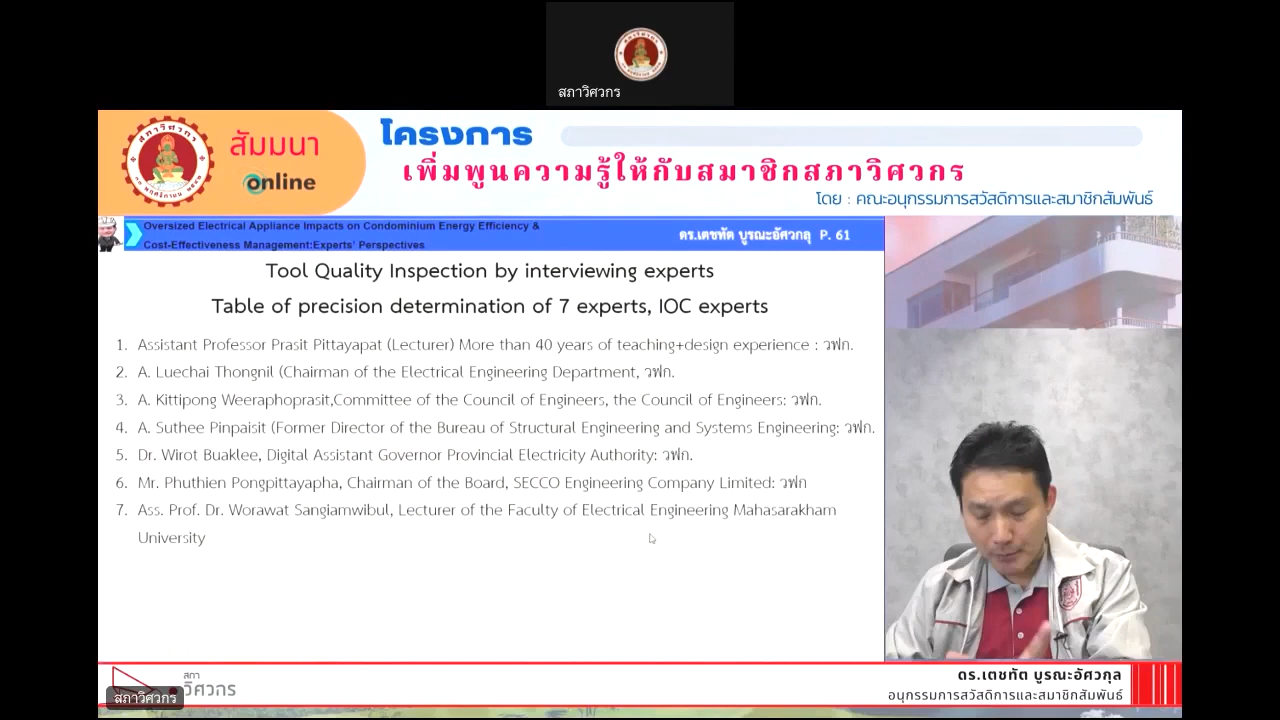 สภาวิศวกร
สัมมนา
online
โครงการ
เพิ่มพูนความรู้ให้กับสมาชิกสภาวิศวกร
โดย : คณะอนุกรรมการสวัสดิการและสมาชิกสัมพันธ์
Oversized Electrical Appliance Impacts on Condominium Energy Efficiency &
Cost-Effectiveness Management:Experts' Perspectives
ดร.เตชทัต บูรณะอัศวกลุ P. 61
Tool Quality Inspection by interviewing experts
Table of precision determination of 7 experts, IOC experts
1. Assistant Professor Prasit Pittayapat (Lecturer) More than 40 years of teaching+design experience : วฟก.
2. A. Luechai Thongnil (Chairman of the Electrical Engineering Department, วฟก.
3. A. Kittipong Weeraphoprasit,Committee of the Council of Engineers, the Council of Engineers: วฟก.
4. A. Suthee Pinpaisit (Former Director of the Bureau of Structural Engineering and Systems Engineering: วฟก.
5. Dr. Wirot Buaklee, Digital Assistant Governor Provincial Electricity Authority: วฟก.
6. Mr. Phuthien Pongpittayapha, Chairman of the Board, SECCO Engineering Company Limited: วฟก
7. Ass. Prof. Dr. Worawat Sangiamwibul, Lecturer of the Faculty of Electrical Engineering Mahasarakham
University
สภา
วิศวกร
สภาวิศวกร
ดร.เตชทัต บูรณะอัศวกุล
อนุกรรมการสวัสดิการและสมาชิกสัมพันธ์